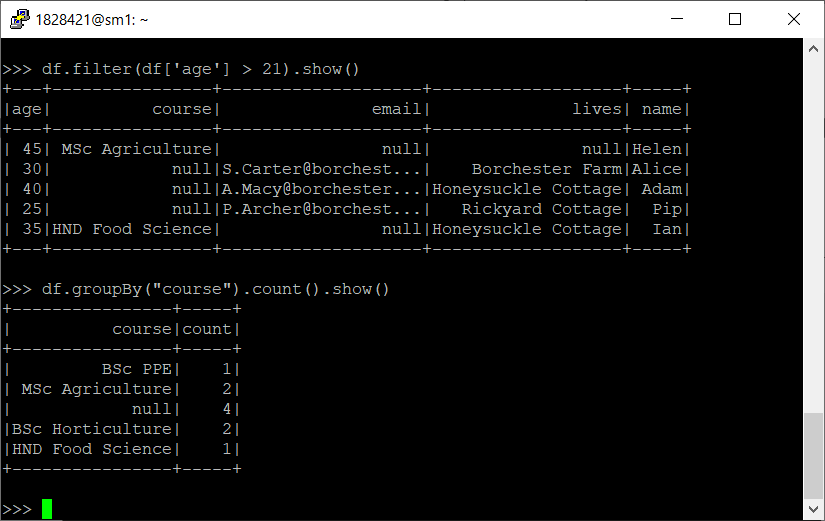 1828421@sm1: ~
>>> df.filter(df['age'] > 21).show()
+---+----------------+--------------------+--------------------+-----+
|age|          course|               email|               lives| name|
+---+----------------+--------------------+--------------------+-----+
| 45| MSc Agriculture|                null|                null|Helen|
| 30|            null|S.Carter@borchest...|     Borchester Farm|Alice|
| 40|            null|A.Macy@borchester...|Honeysuckle Cottage| Adam|
| 25|            null|P.Archer@borchest...|    Rickyard Cottage|  Pip|
| 35|HND Food Science|                null|Honeysuckle Cottage|  Ian|
+---+----------------+--------------------+--------------------+-----+
>>> df.groupBy("course").count().show()
+----------------+-----+
|          course|count|
+----------------+-----+
|         BSc PPE|    1|
| MSc Agriculture|    2|
|            null|    4|
|BSc Horticulture|    2|
|HND Food Science|    1|
+----------------+-----+
>>>